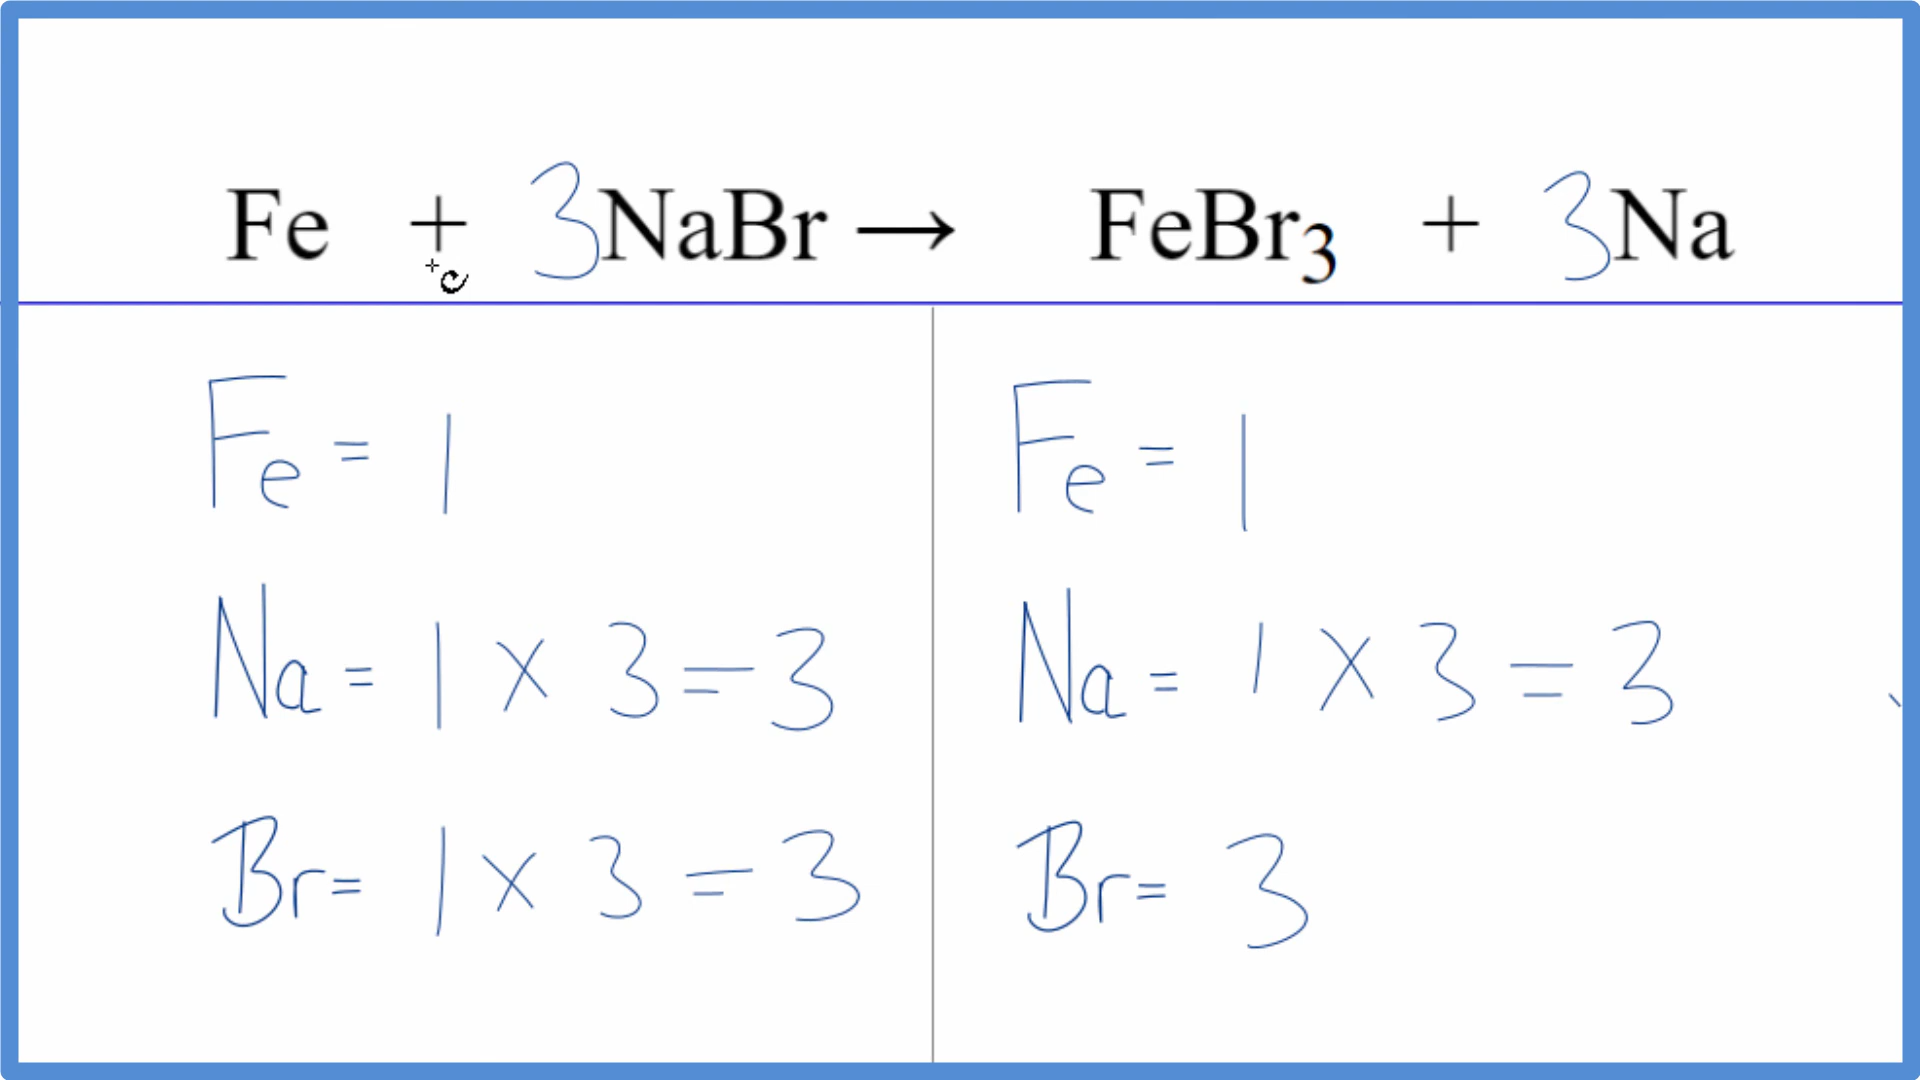 Fe + 3NaBr → FeBr₃ + 3Na
Fe = 1
Na = 1 x 3 = 3
Br = 1 x 3 = 3
Fe = 1
Na = 1 x 3 = 3
Br = 3